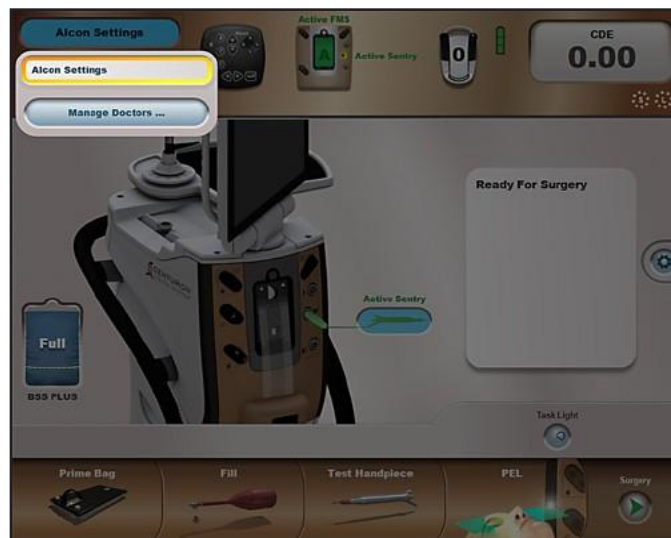 Alcon Settings
Active FMS
A
Active Sentry
0
CDE
0.00
Alcon Settings
Manage Doctors ...
Ready For Surgery
CENTURION
Active Sentry
Full
BSS PLUS
Task Light
Prime Bag
Fill
Test Handpiece
PEL
Surgery